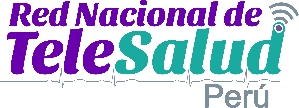 Red Nacional de
TeleSalud
Perú